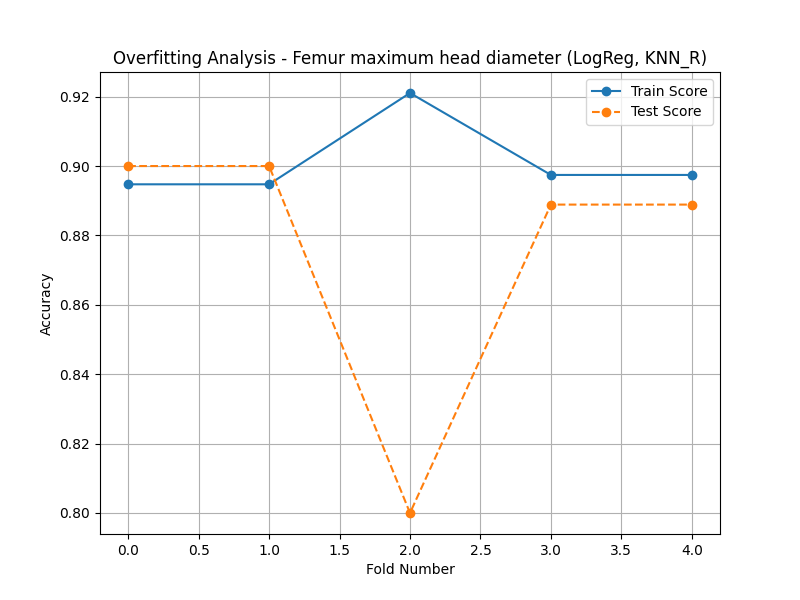 Overfitting Analysis - Femur maximum head diameter (LogReg, KNN_R)
Train Score
Test Score
Accuracy
0.92
0.90
0.88
0.86
0.84
0.82
0.80
0.0 0.5 1.0 1.5 2.0 2.5 3.0 3.5 4.0
Fold Number